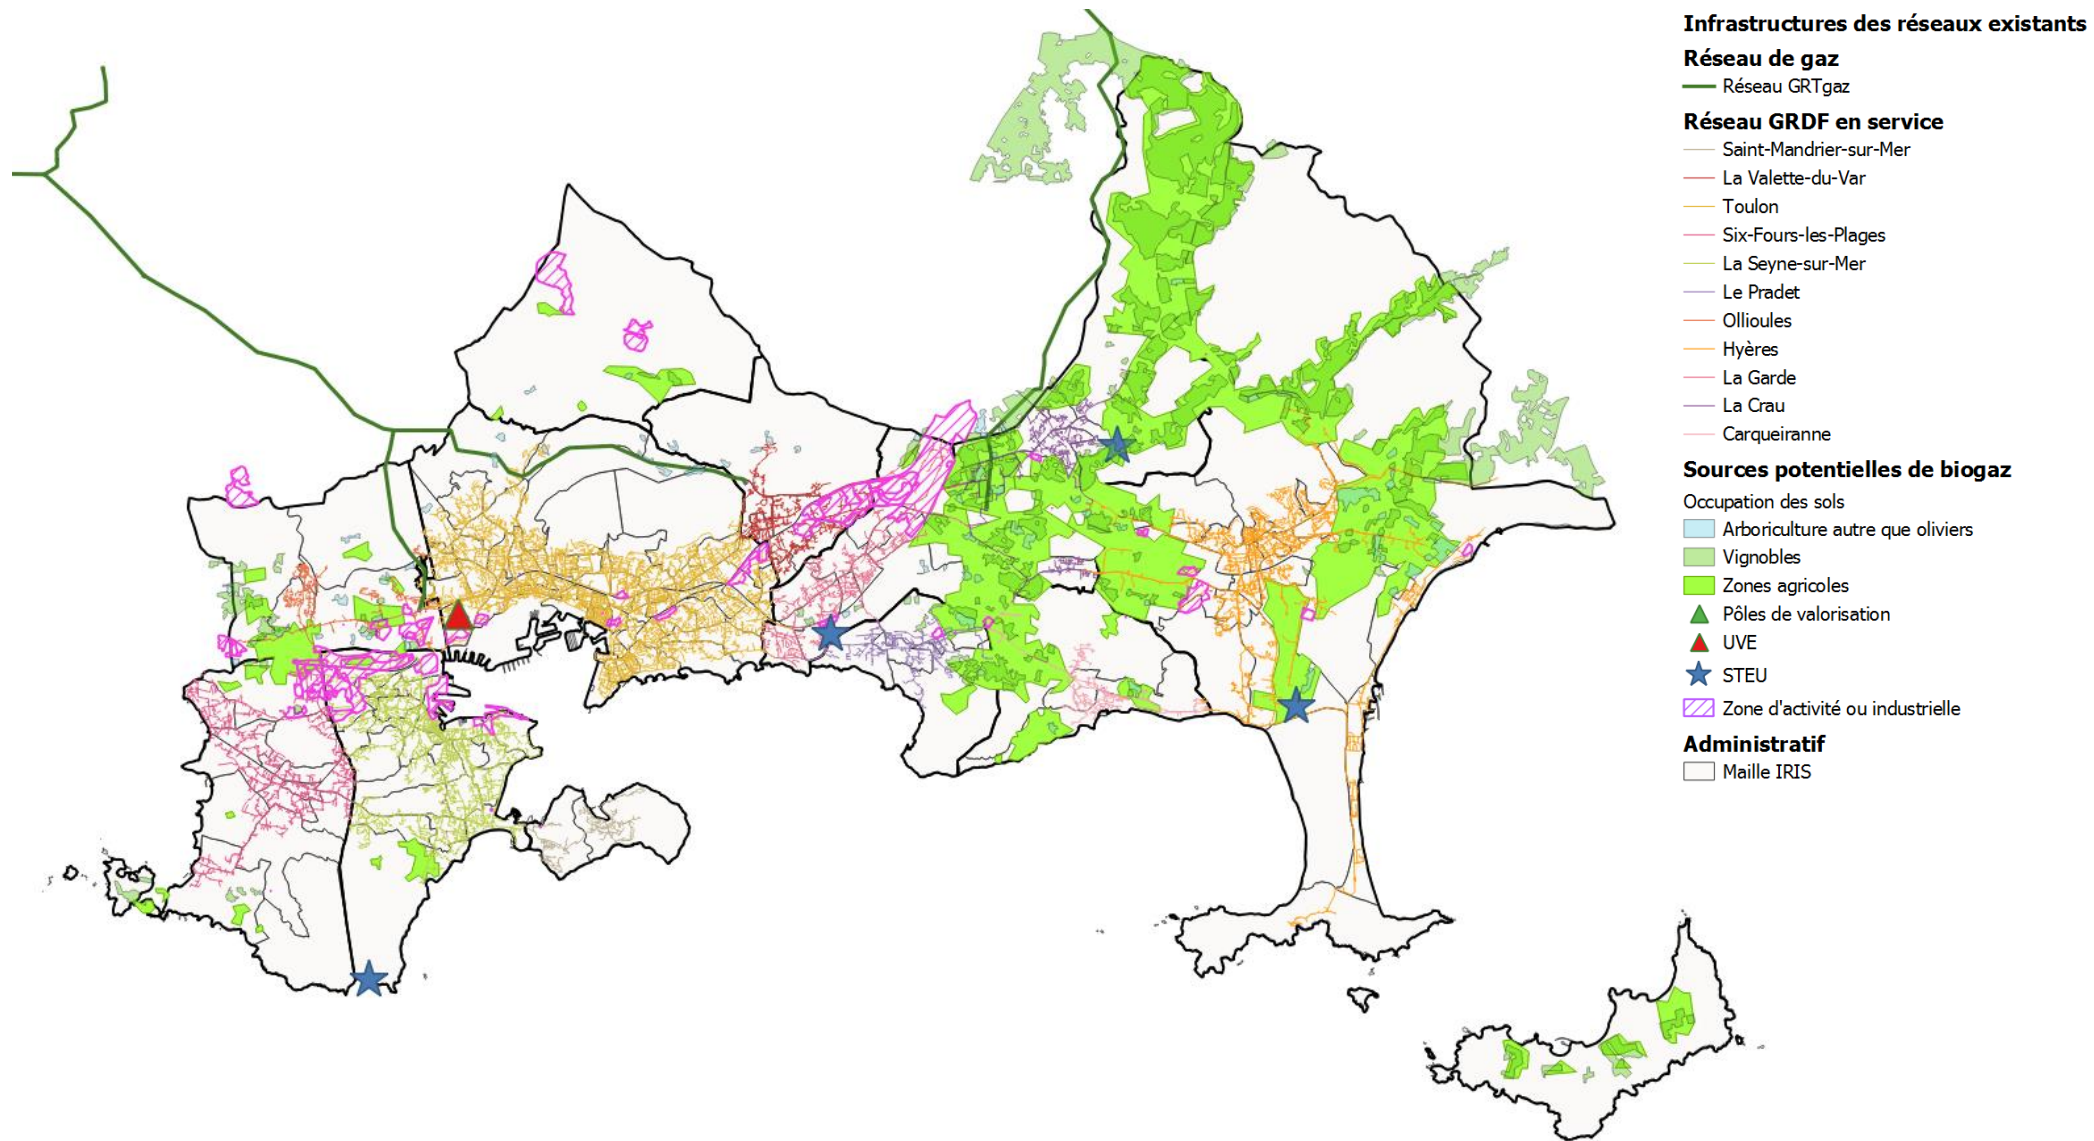 Infrastructures des réseaux existants
Réseau de gaz
Réseau GRTgaz
Réseau GRDF en service
Saint-Mandrier-sur-Mer
La Valette-du-Var
Toulon
Six-Fours-les-Plages
La Seyne-sur-Mer
Le Pradet
Ollioules
Hyères
La Garde
La Crau
Carqueiranne
Sources potentielles de biogaz
Occupation des sols
Arboriculture autre que oliviers
Vignobles
Zones agricoles
Pôles de valorisation
UVE
STEU
Zone d'activité ou industrielle
Administratif
Maille IRIS